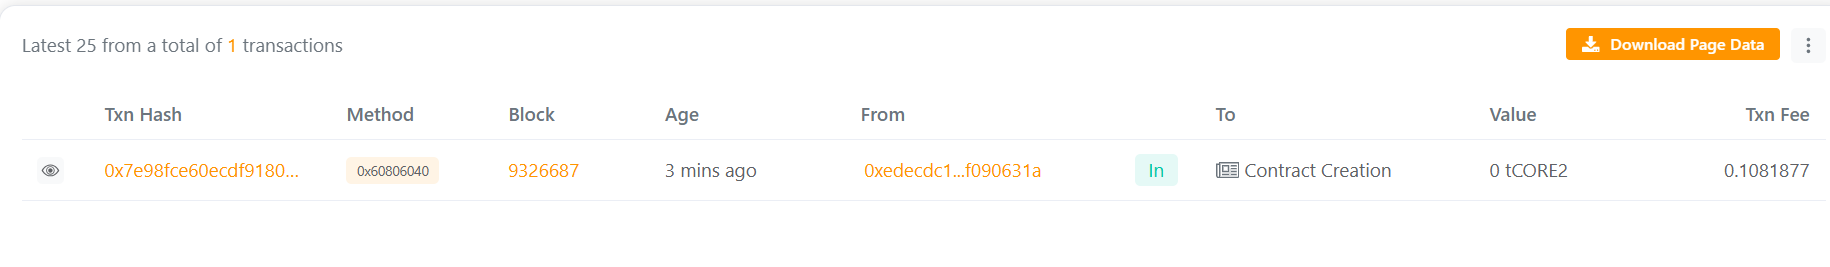 Latest 25 from a total of 1 transactions
Download Page Data
Txn Hash Method Block Age From To Value Txn Fee
0x7e98fce60ecdf9180... 0x60806040 9326687 3 mins ago 0xedecdc1...f090631a In Contract Creation 0 tCORE2 0.1081877